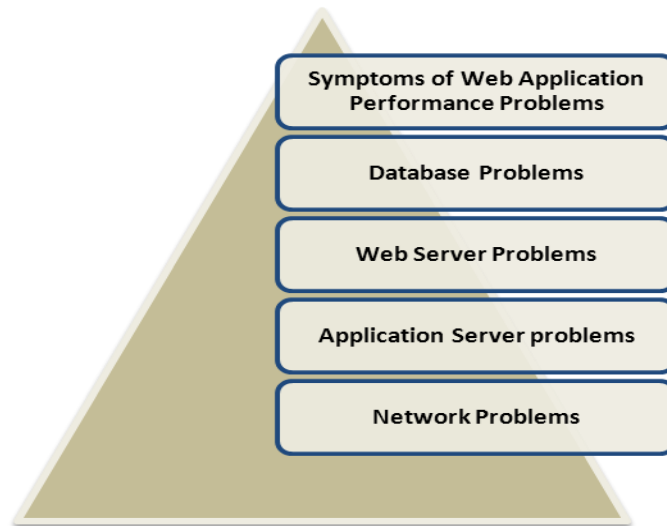 Symptoms of Web Application
Performance Problems
Database Problems
Web Server Problems
Application Server problems
Network Problems